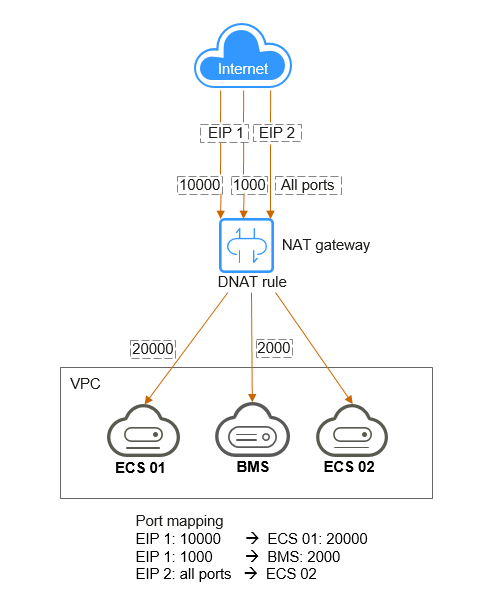 Internet
EIP 1
EIP 2
10000
1000
All ports
NAT gateway
DNAT rule
20000
2000
VPC
ECS 01
BMS
ECS 02
Port mapping
EIP 1: 10000 → ECS 01: 20000
EIP 1: 1000 → BMS: 2000
EIP 2: all ports → ECS 02